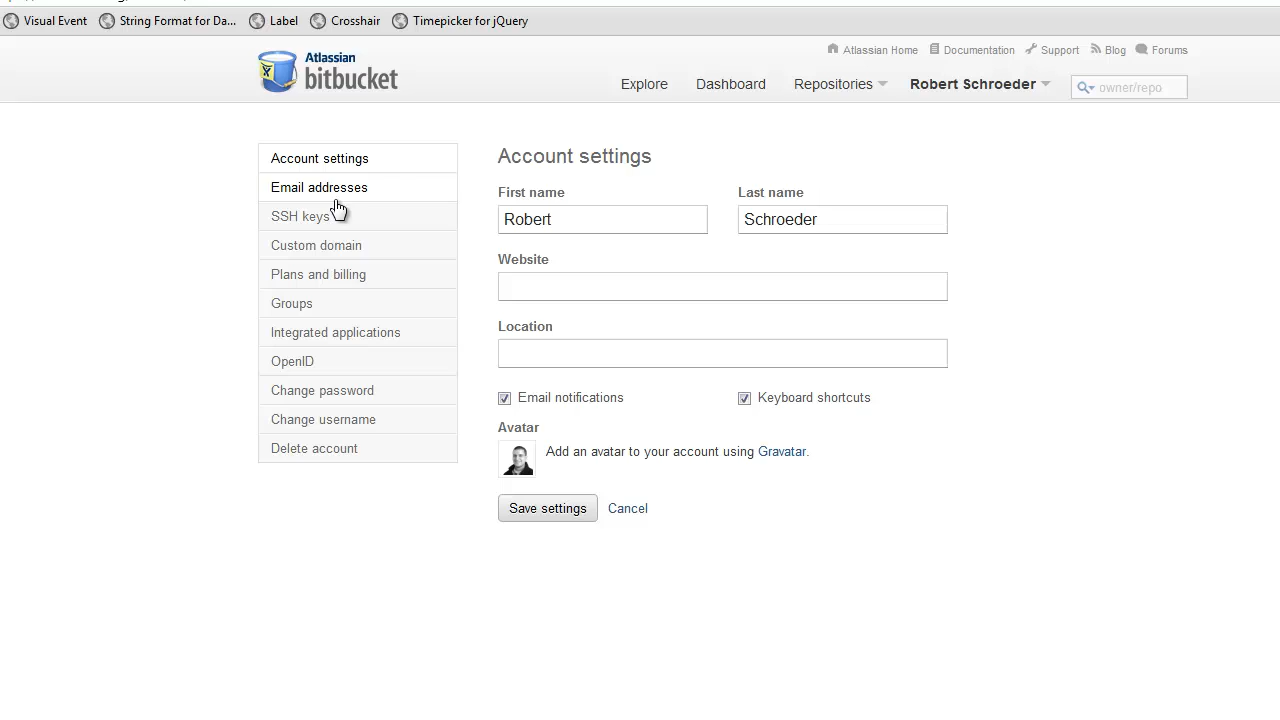 Visual Event String Format for Da... Label Crosshair Timepicker for jQuery
Atlassian Home Documentation Support Blog Forums
Atlassian
bitbucket
Explore Dashboard Repositories Robert Schroeder owner/repo
Account settings
Email addresses
SSH keys
Custom domain
Plans and billing
Groups
Integrated applications
OpenID
Change password
Change username
Delete account
Account settings
First name Last name
Robert Schroeder
Website
Location
Email notifications Keyboard shortcuts
Avatar
Add an avatar to your account using Gravatar.
Save settings Cancel